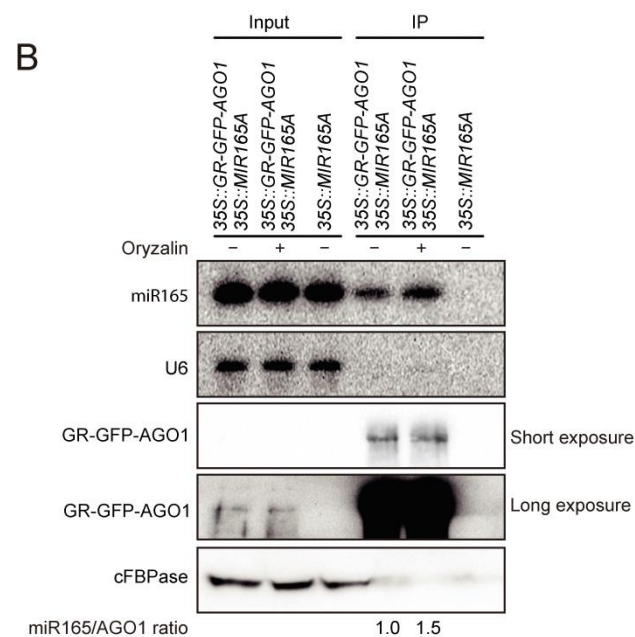 B
Input IP
35S::GR-GFP-AGO1
35S::MIR165A
35S::GR-GFP-AGO1
35S::MIR165A
35S::MIR165A
35S::GR-GFP-AGO1
35S::MIR165A
35S::GR-GFP-AGO1
35S::MIR165A
35S::MIR165A
Oryzalin − + − − + −
miR165
U6
GR-GFP-AGO1 Short exposure
GR-GFP-AGO1 Long exposure
cFBPase
miR165/AGO1 ratio 1.0 1.5